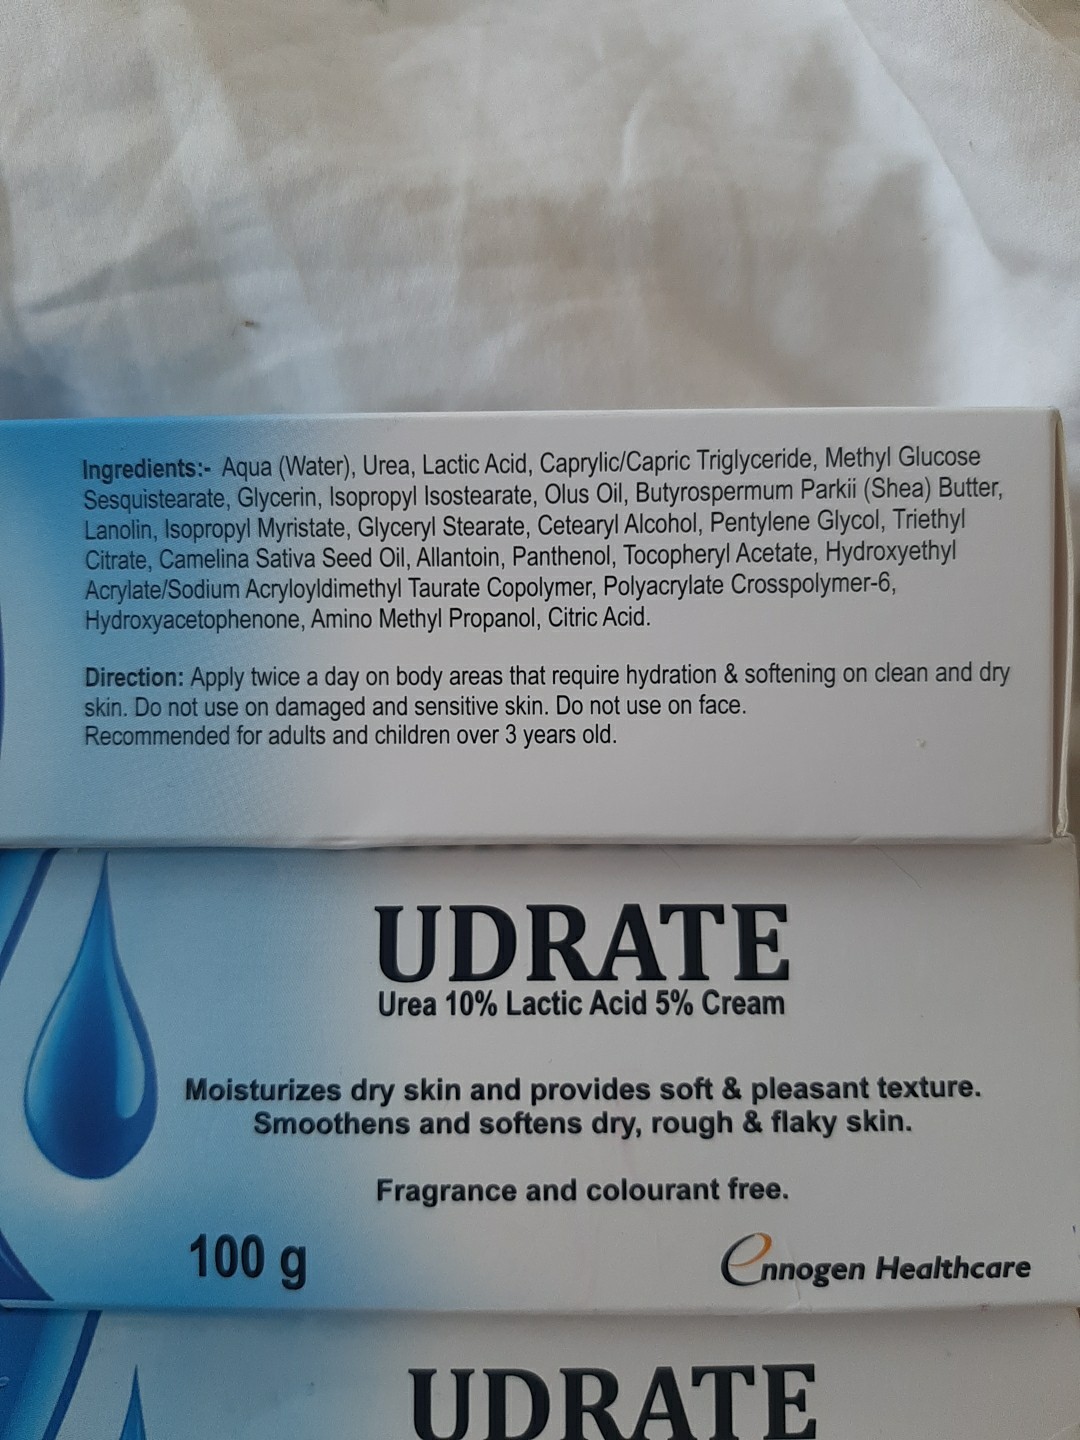 Ingredients:- Aqua (Water), Urea, Lactic Acid, Caprylic/Capric Triglyceride, Methyl Glucose
Sesquistearate, Glycerin, Isopropyl Isostearate, Olus Oil, Butyrospermum Parkii (Shea) Butter,
Lanolin, Isopropyl Myristate, Glyceryl Stearate, Cetearyl Alcohol, Pentylene Glycol, Triethyl
Citrate, Camelina Sativa Seed Oil, Allantoin, Panthenol, Tocopheryl Acetate, Hydroxyethyl
Acrylate/Sodium Acryloyldimethyl Taurate Copolymer, Polyacrylate Crosspolymer-6,
Hydroxyacetophenone, Amino Methyl Propanol, Citric Acid.
Direction: Apply twice a day on body areas that require hydration & softening on clean and dry
skin. Do not use on damaged and sensitive skin. Do not use on face.
Recommended for adults and children over 3 years old.
UDRATE
Urea 10% Lactic Acid 5% Cream
Moisturizes dry skin and provides soft & pleasant texture.
Smoothens and softens dry, rough & flaky skin.
Fragrance and colourant free.
100 g
ennogen Healthcare
UDRATE